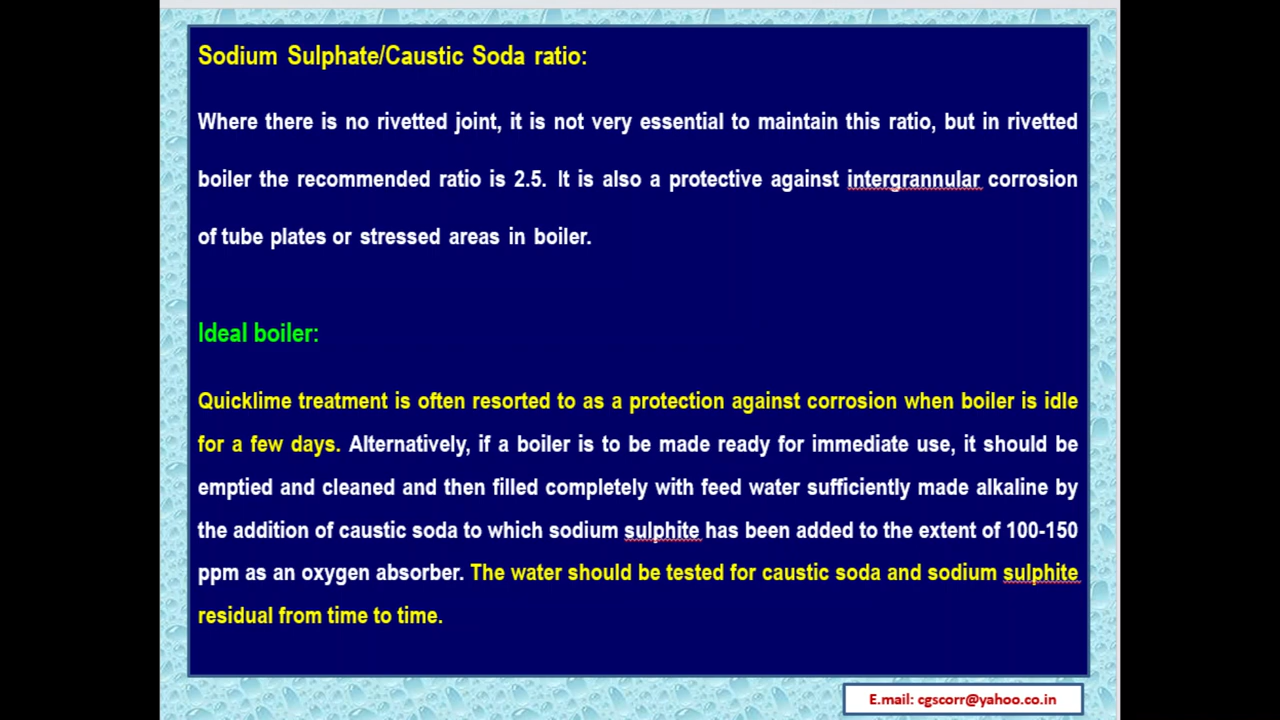 Sodium Sulphate/Caustic Soda ratio:
Where there is no rivetted joint, it is not very essential to maintain this ratio, but in rivetted
boiler the recommended ratio is 2.5. It is also a protective against intergrannular corrosion
of tube plates or stressed areas in boiler.
Ideal boiler:
Quicklime treatment is often resorted to as a protection against corrosion when boiler is idle
for a few days. Alternatively, if a boiler is to be made ready for immediate use, it should be
emptied and cleaned and then filled completely with feed water sufficiently made alkaline by
the addition of caustic soda to which sodium sulphite has been added to the extent of 100-150
ppm as an oxygen absorber. The water should be tested for caustic soda and sodium sulphite
residual from time to time.
E.mail: cgscorr@yahoo.co.in